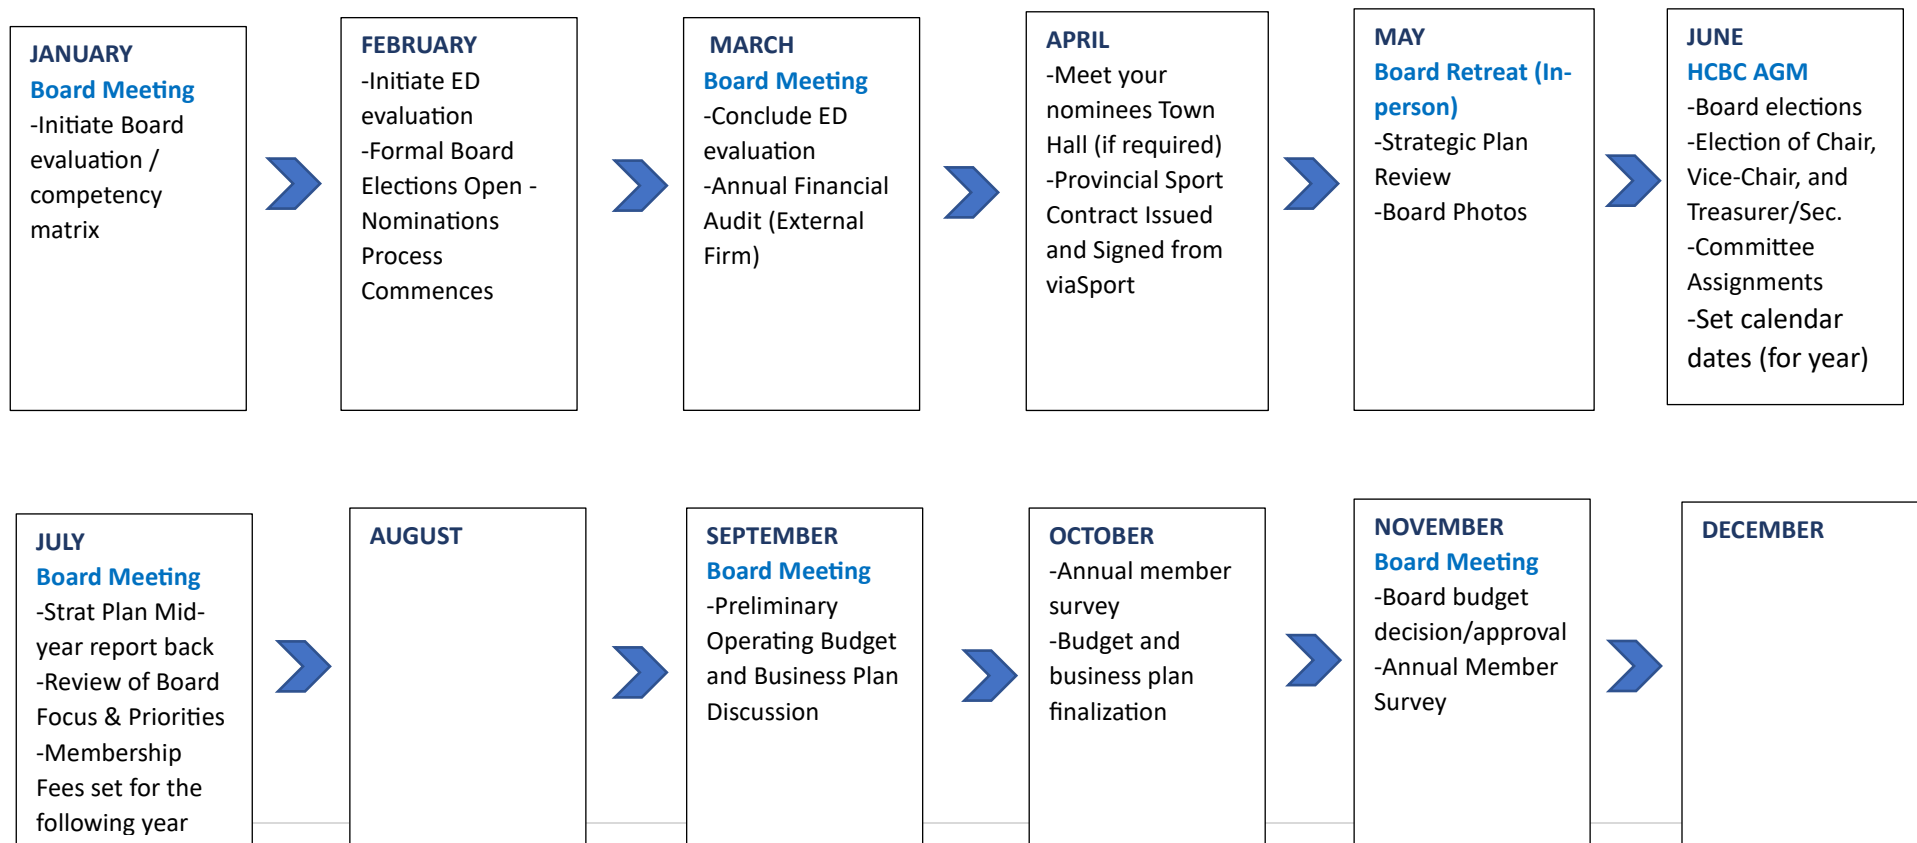 JANUARY
Board Meeting
-Initiate Board
evaluation /
competency
matrix
FEBRUARY
-Initiate ED
evaluation
-Formal Board
Elections Open -
Nominations
Process
Commences
MARCH
Board Meeting
-Conclude ED
evaluation
-Annual Financial
Audit (External
Firm)
APRIL
-Meet your
nominees Town
Hall (if required)
-Provincial Sport
Contract Issued
and Signed from
viaSport
MAY
Board Retreat (In-
person)
-Strategic Plan
Review
-Board Photos
JUNE
HCBC AGM
-Board elections
-Election of Chair,
Vice-Chair, and
Treasurer/Sec.
-Committee
Assignments
-Set calendar
dates (for year)
JULY
Board Meeting
-Strat Plan Mid-
year report back
-Review of Board
Focus & Priorities
-Membership
Fees set for the
following year
AUGUST
SEPTEMBER
Board Meeting
-Preliminary
Operating Budget
and Business Plan
Discussion
OCTOBER
-Annual member
survey
-Budget and
business plan
finalization
NOVEMBER
Board Meeting
-Board budget
decision/approval
-Annual Member
Survey
DECEMBER